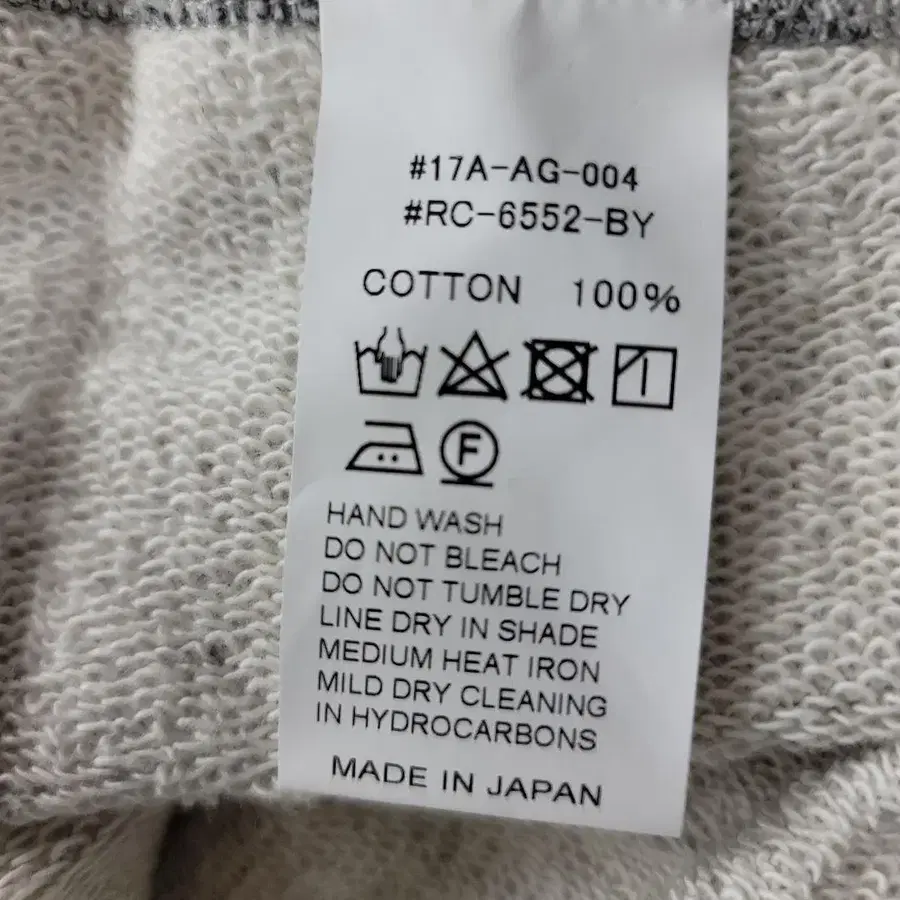 #17A-AG-004
#RC-6552-BY
COTTON 100%
F
HAND WASH
DO NOT BLEACH
DO NOT TUMBLE DRY
LINE DRY IN SHADE
MEDIUM HEAT IRON
MILD DRY CLEANING
IN HYDROCARBONS
MADE IN JAPAN